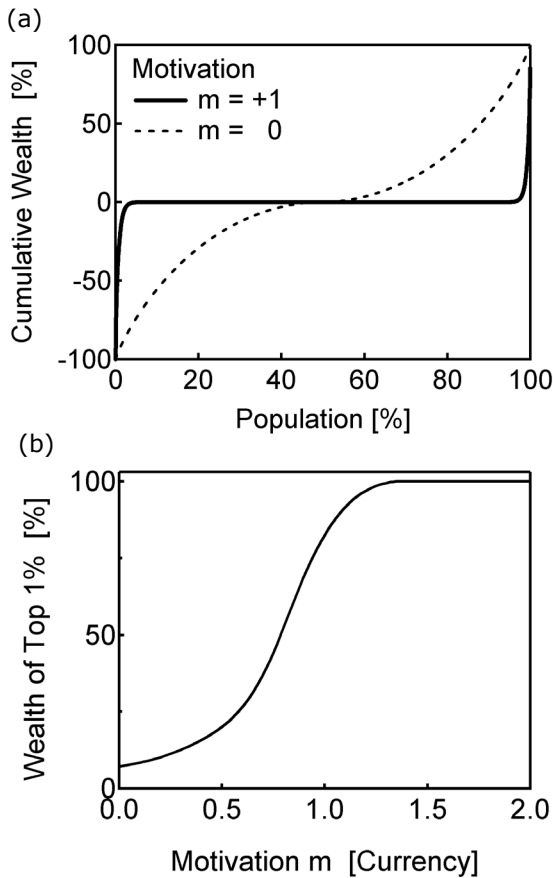 (a)
100
50
0
-50
-100
Cumulative Wealth [%]
Motivation
m = +1
m = 0
0 20 40 60 80 100
Population [%]
(b)
100
50
0
Wealth of Top 1% [%]
0.0 0.5 1.0 1.5 2.0
Motivation m [Currency]